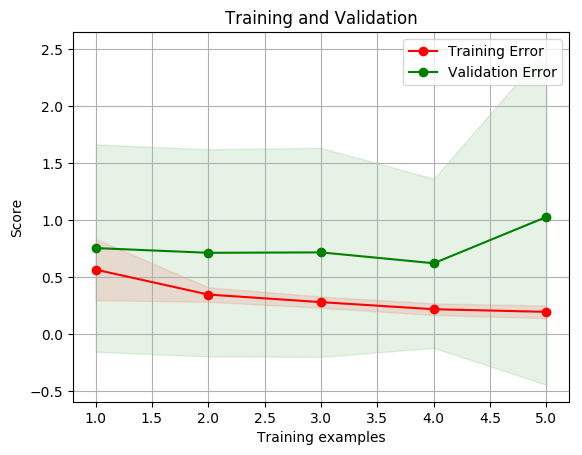 Training and Validation
Training Error
Validation Error
Score
2.5
2.0
1.5
1.0
0.5
0.0
−0.5
1.0 1.5 2.0 2.5 3.0 3.5 4.0 4.5 5.0
Training examples